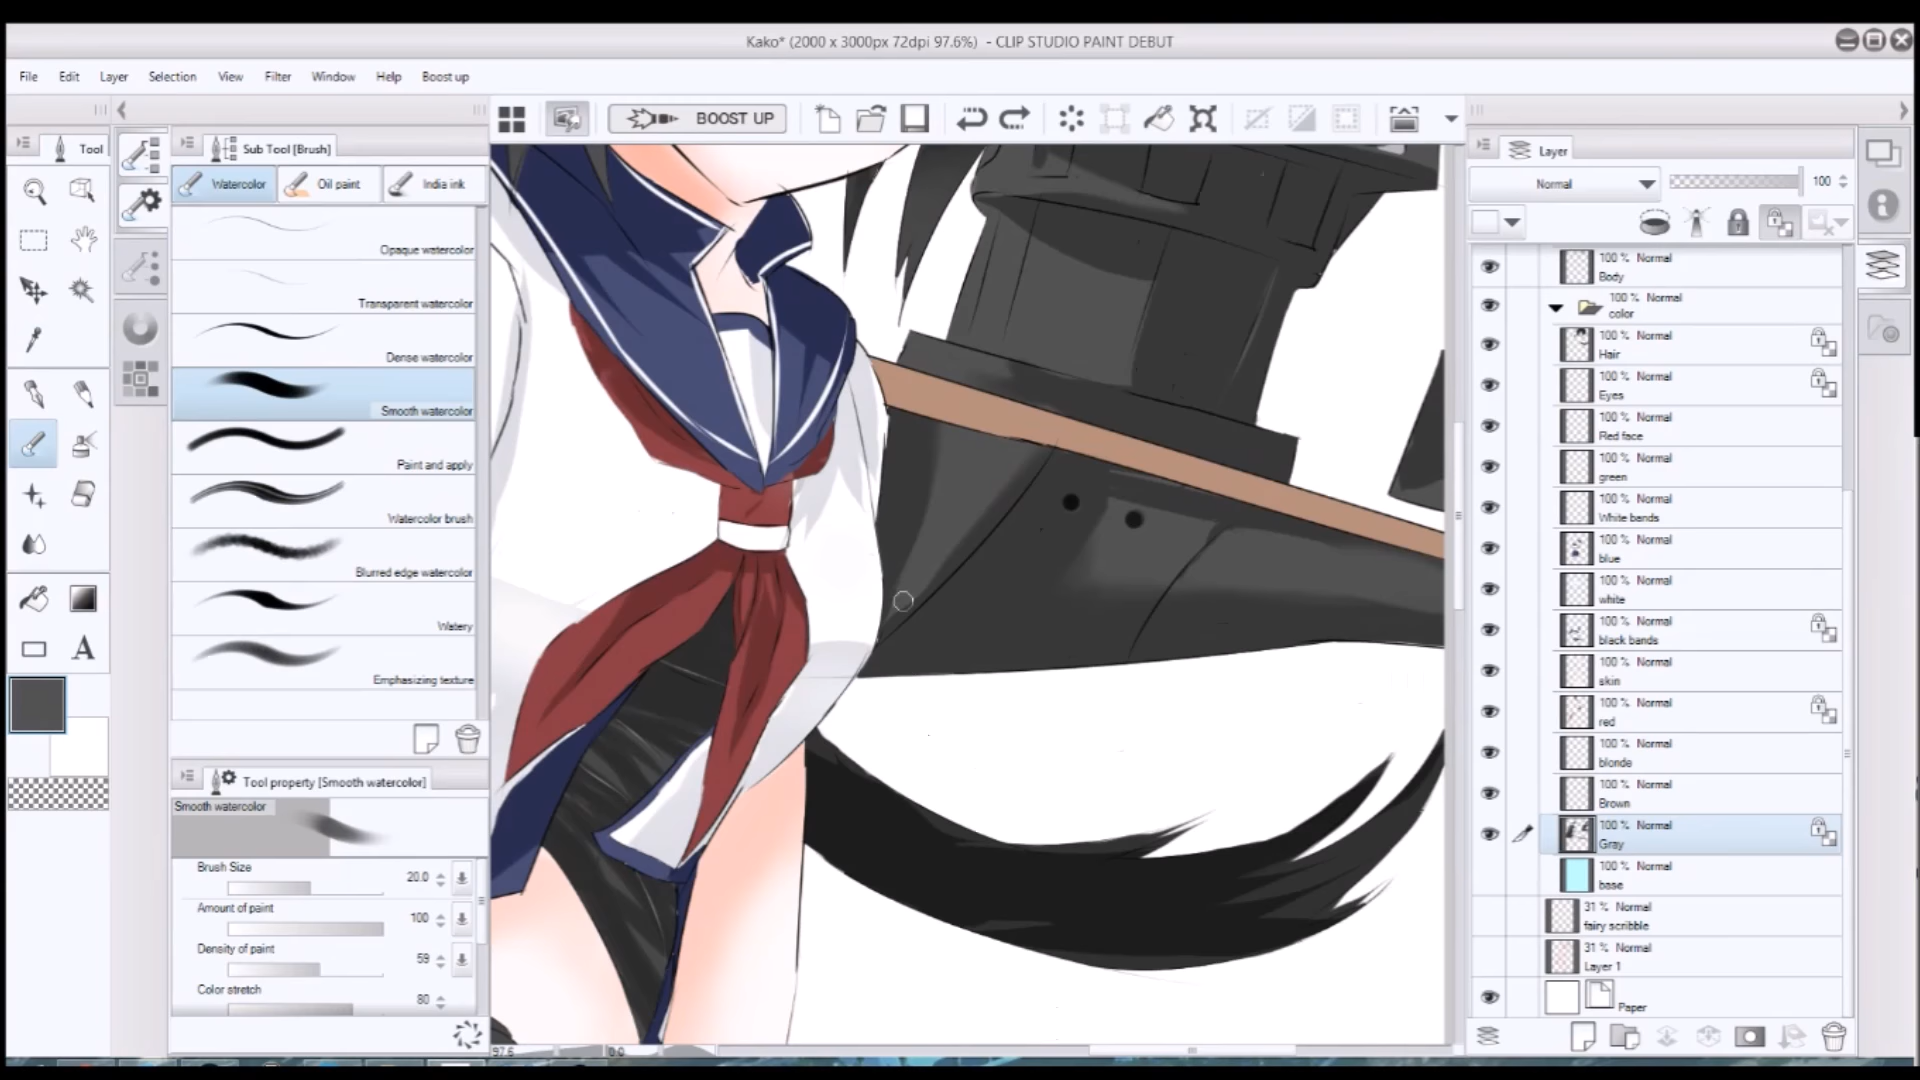 Kako* (2000 x 3000px 72dpi 97.6%) - CLIP STUDIO PAINT DEBUT
File Edit Layer Selection View Filter Window Help Boost up
BOOST UP
Tool
Sub Tool [Brush]
Watercolor Oil paint India ink
Opaque watercolor
Transparent watercolor
Dense watercolor
Smooth watercolor
Paint and apply
Watercolor brush
Blurred edge watercolor
Watery
Emphasizing texture
A
Tool property [Smooth watercolor]
Smooth watercolor
Brush Size
20.0
Amount of paint
100
Density of paint
59
Color stretch
80
97.6 0.0
Layer
Normal 100
100 % Normal
Body
100 % Normal
color
100 % Normal
Hair
100 % Normal
Eyes
100 % Normal
Red face
100 % Normal
green
100 % Normal
White bands
100 % Normal
blue
100 % Normal
white
100 % Normal
black bands
100 % Normal
skin
100 % Normal
red
100 % Normal
blonde
100 % Normal
Brown
100 % Normal
Gray
100 % Normal
base
31 % Normal
fairy scribble
31 % Normal
Layer 1
Paper